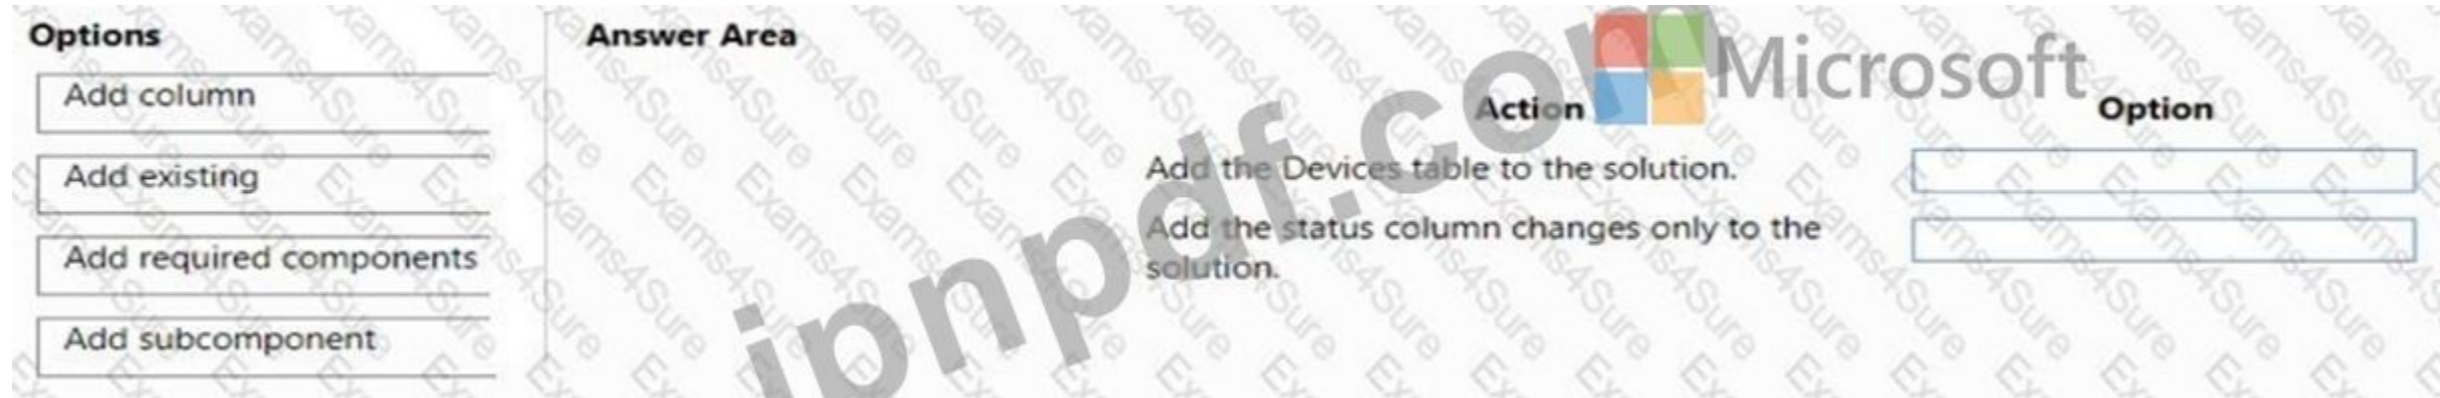 Options
Add column
Add existing
Add required components
Add subcomponent
Answer Area
Microsoft
Action
Option
Add the Devices table to the solution.
Add the status column changes only to the
solution.
ipnpdf.com
Exams4Sure